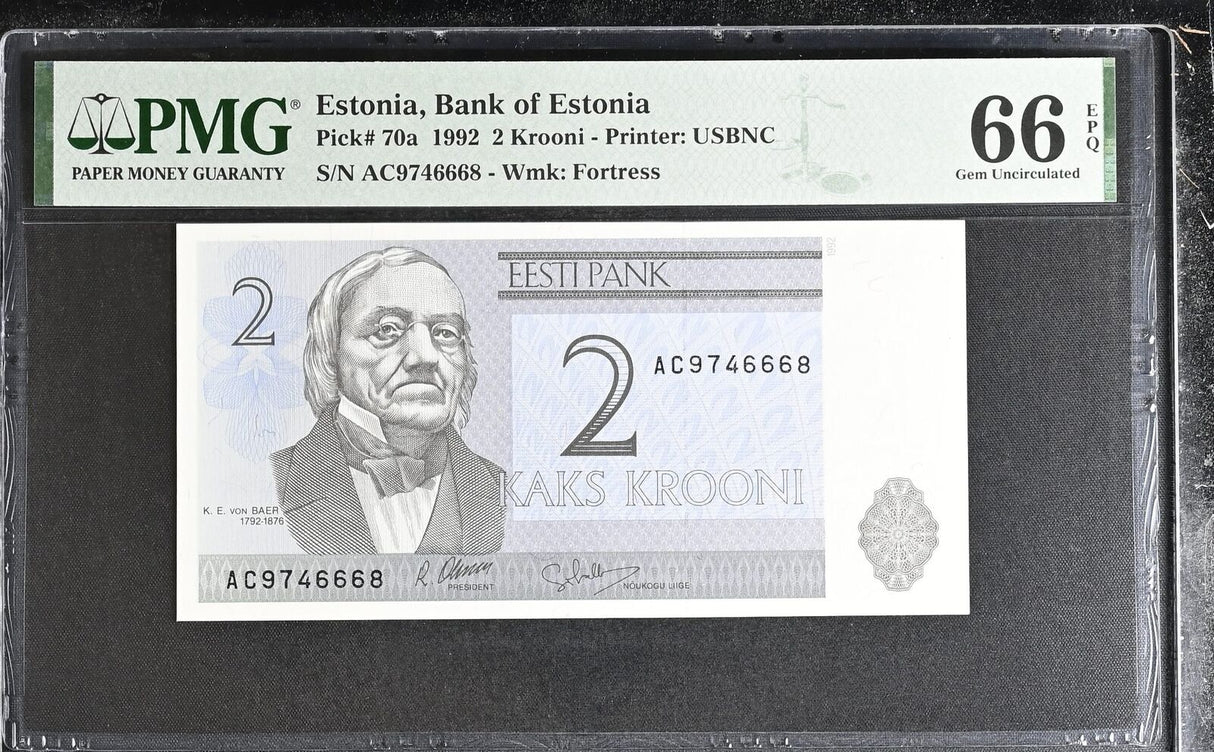 PMG®
PAPER MONEY GUARANTY
Estonia, Bank of Estonia
Pick# 70a 1992 2 Krooni - Printer: USBNC
S/N AC9746668 - Wmk: Fortress
66
EPQ
Gem Uncirculated
1992
EESTI PANK
2
2
AC9746668
KAKS KROONI
K. E. VON BAER
1792-1876
AC9746668
PRESIDENT
NÕUKOGU LIIGE